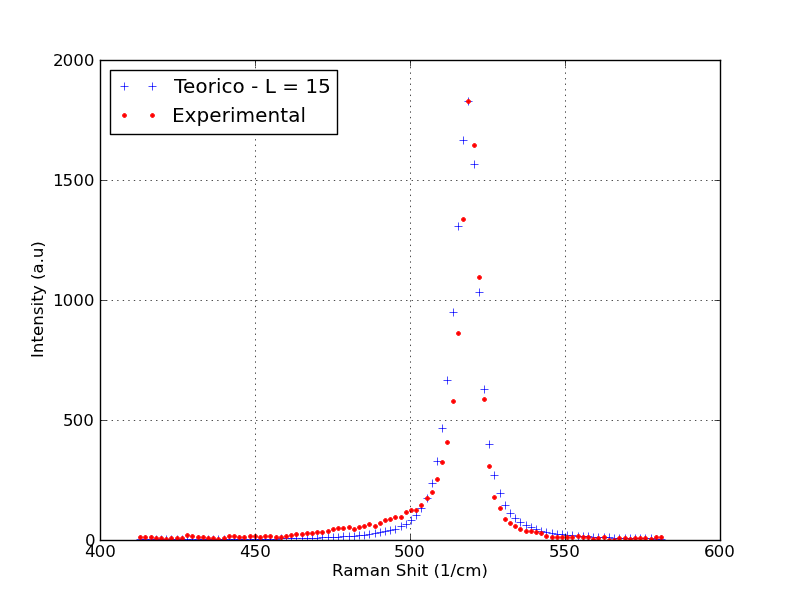 2000
Teorico - L = 15
Experimental
1500
1000
500
0
400 450 500 550 600
Intensity (a.u)
Raman Shit (1/cm)